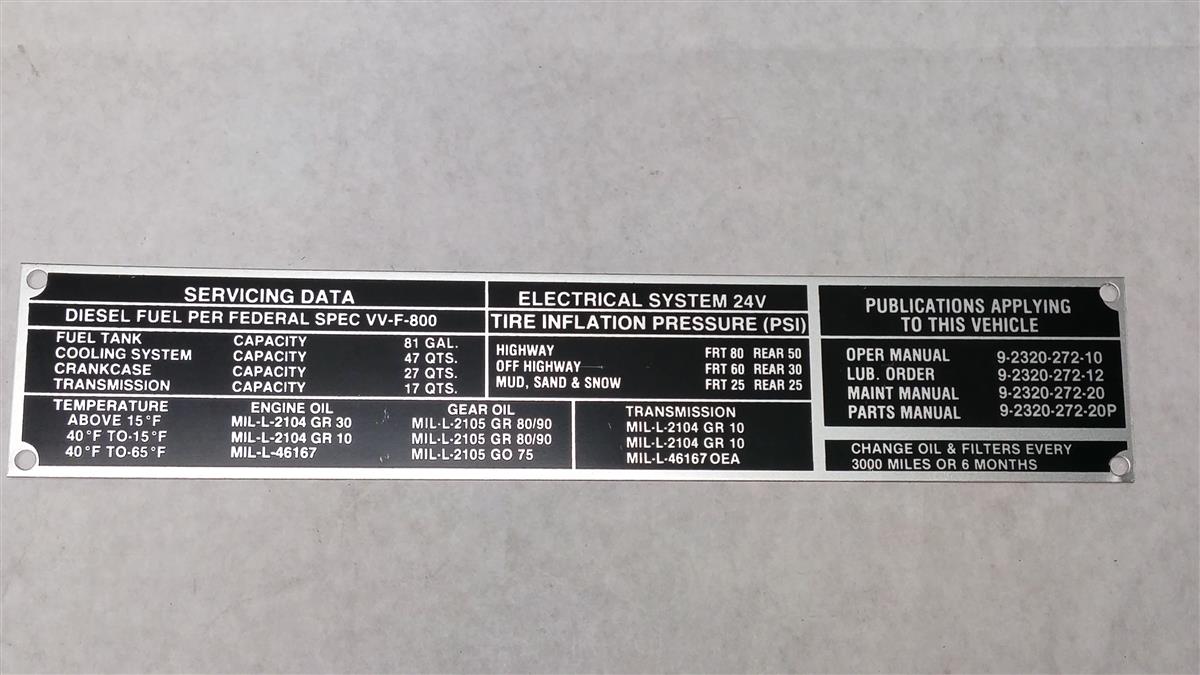 SERVICING DATA
DIESEL FUEL PER FEDERAL SPEC VV-F-800
FUEL TANK CAPACITY 81 GAL.
COOLING SYSTEM CAPACITY 47 QTS.
CRANKCASE CAPACITY 27 QTS.
TRANSMISSION CAPACITY 17 QTS.
ELECTRICAL SYSTEM 24V
TIRE INFLATION PRESSURE (PSI)
HIGHWAY FRT 80 REAR 50
OFF HIGHWAY FRT 60 REAR 30
MUD, SAND & SNOW FRT 25 REAR 25
TEMPERATURE ENGINE OIL GEAR OIL TRANSMISSION
ABOVE 15°F MIL-L-2104 GR 30 MIL-L-2105 GR 80/90 MIL-L-2104 GR 10
40°F TO-15°F MIL-L-2104 GR 10 MIL-L-2105 GR 80/90 MIL-L-2104 GR 10
40°F TO-65°F MIL-L-46167 MIL-L-2105 GO 75 MIL-L-46167 OEA
PUBLICATIONS APPLYING
TO THIS VEHICLE
OPER MANUAL 9-2320-272-10
LUB. ORDER 9-2320-272-12
MAINT MANUAL 9-2320-272-20
PARTS MANUAL 9-2320-272-20P
CHANGE OIL & FILTERS EVERY
3000 MILES OR 6 MONTHS